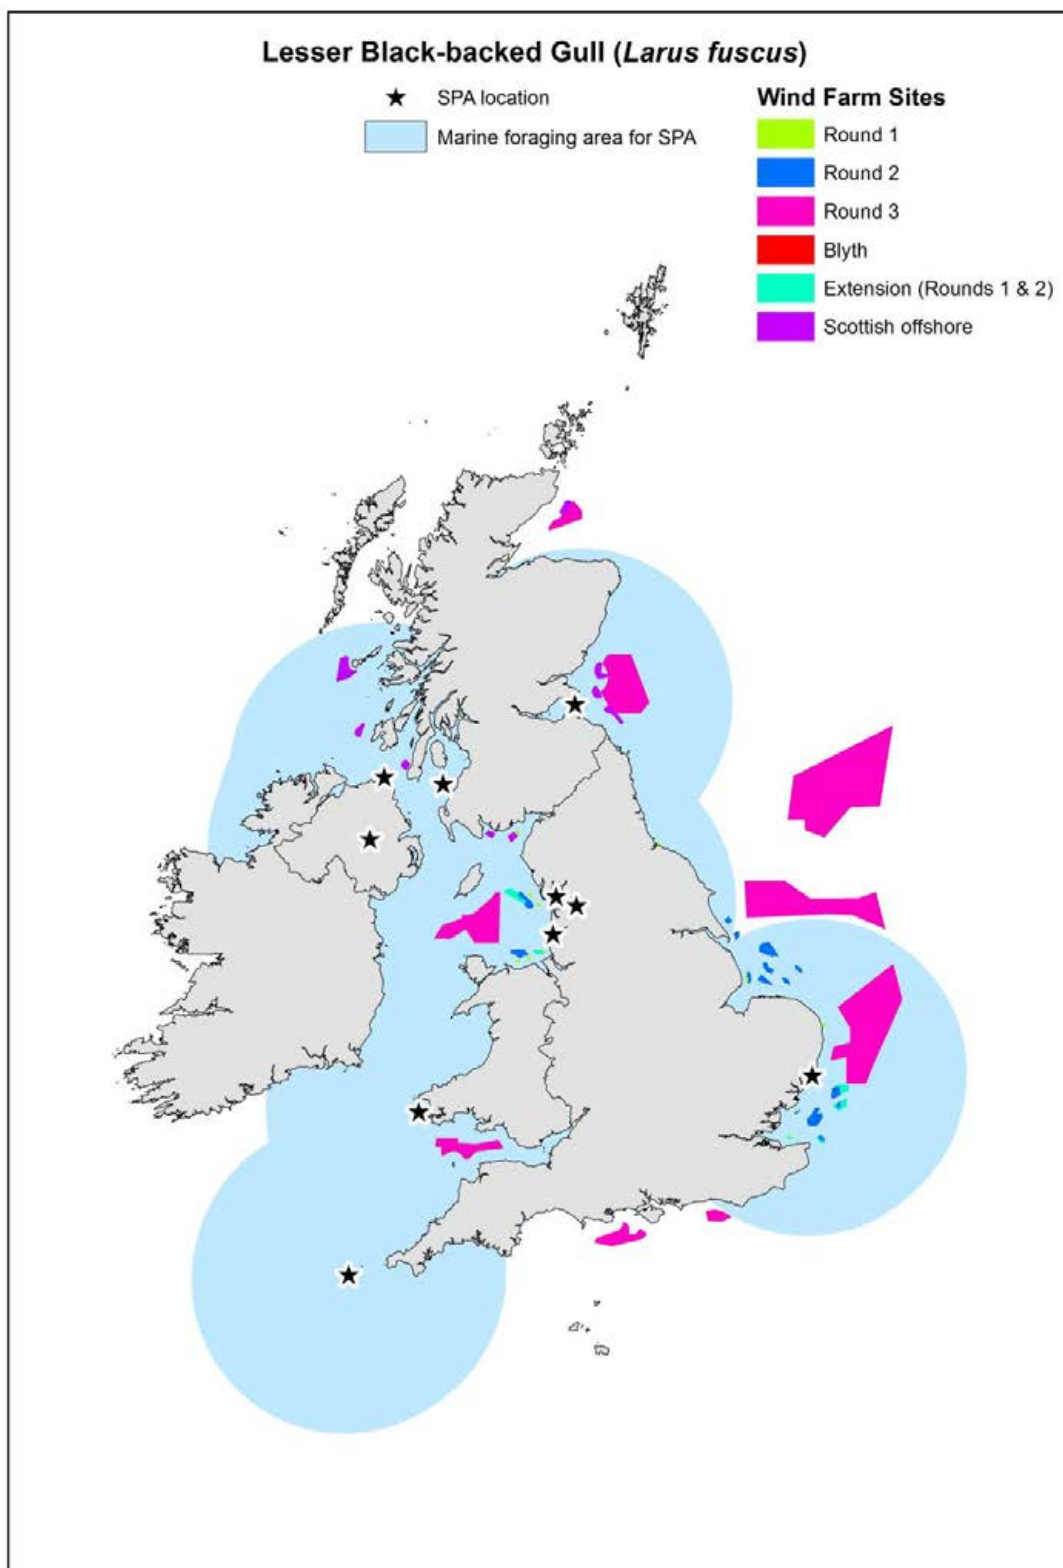 Lesser Black-backed Gull (Larus fuscus)
SPA location
Marine foraging area for SPA
Wind Farm Sites
Round 1
Round 2
Round 3
Blyth
Extension (Rounds 1 & 2)
Scottish offshore